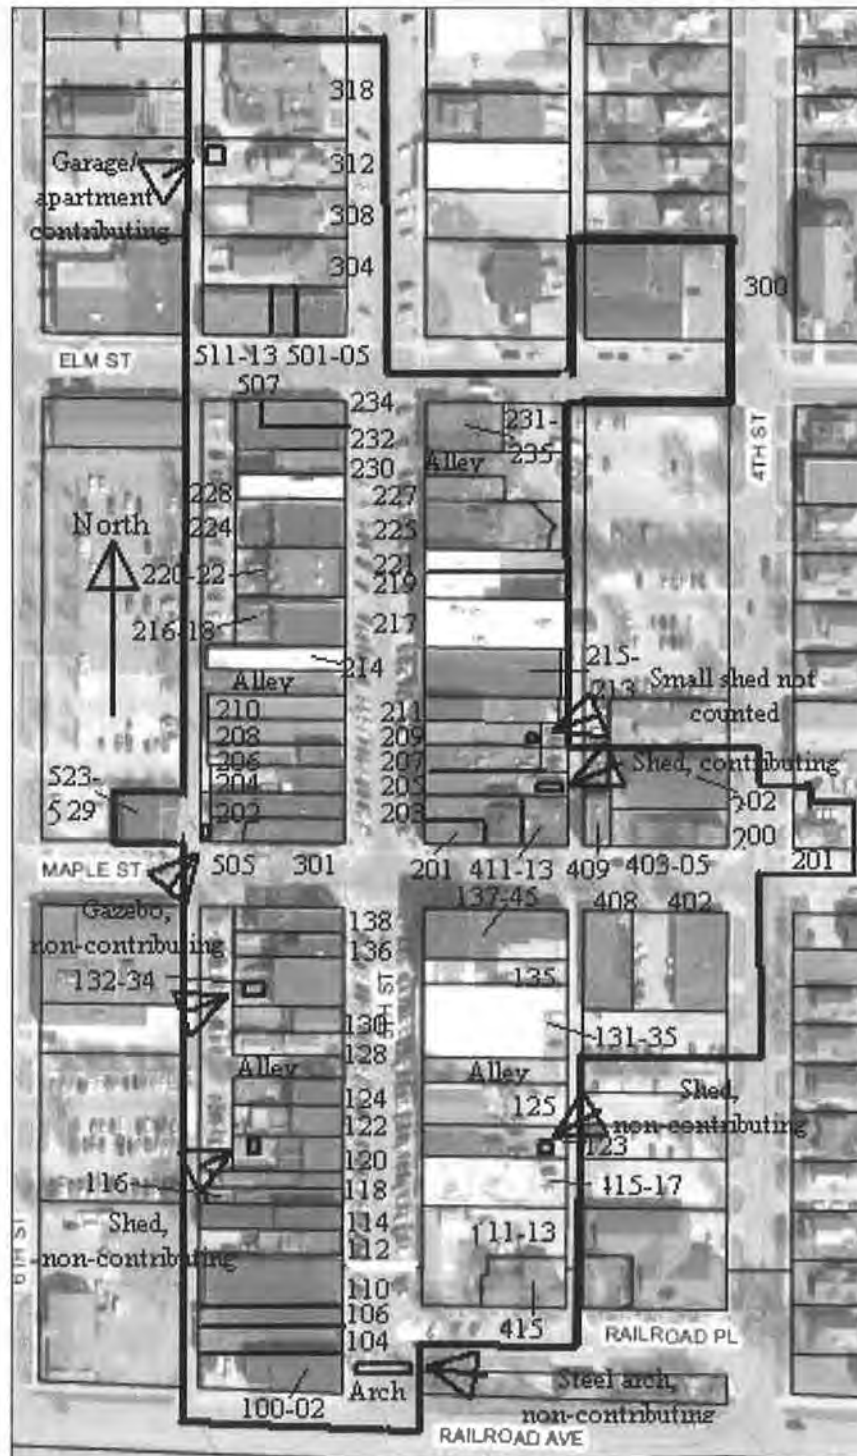 318
Garage/
312
apartment
308
contributing
304
300
ELM ST
511-13 501-05
507
234
231-
235
232
Alley
230
4TH ST
228
227
North
224
225
220-22
221
219
216-18
217
214
215-
213
Alley
Small shed not
counted
210
211
208
209
206
207
Shed, contributing
523-
529
204
205
202
203
200
MAPLE ST
505
301
201
411-13
409
403-05
201
137-45
408
402
Gazebo,
non-contributing
138
136
132-34
135
130
131-35
128
Alley
Alley
124
125
Shed,
non-contributing
122
123
120
116
118
Shed,
non-contributing
114
112
6TH ST
110
106
415
RAILROAD PL
104
Arch
Steel arch,
non-contributing
100-02
RAILROAD AVE